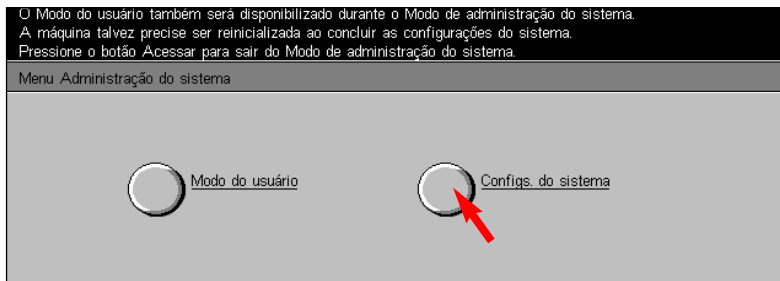 O Modo do usuário também será disponibilizado durante o Modo de administração do sistema.
A máquina talvez precise ser reinicializada ao concluir as configurações do sistema.
Pressione o botão Acessar para sair do Modo de administração do sistema.
Menu Administração do sistema
Modo do usuário
Configs. do sistema